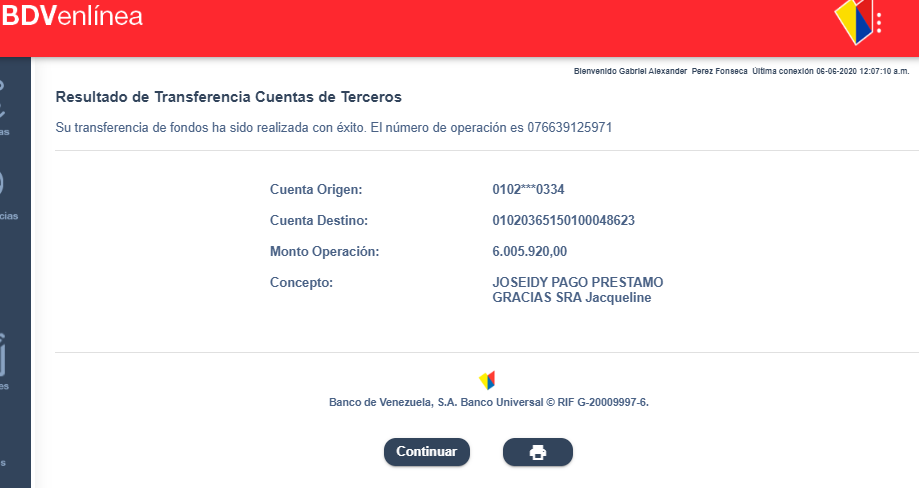 BDVenlínea
Bienvenido Gabriel Alexander Perez Fonseca Última conexión 06-06-2020 12:07:10 a.m.
Resultado de Transferencia Cuentas de Terceros
Su transferencia de fondos ha sido realizada con éxito. El número de operación es 076639125971
as
Cuenta Origen: 0102***0334
cias
Cuenta Destino: 01020365150100048623
Monto Operación: 6.005.920,00
Concepto: JOSEIDY PAGO PRESTAMO
GRACIAS SRA Jacqueline
es
Banco de Venezuela, S.A. Banco Universal © RIF G-20009997-6.
Continuar
s